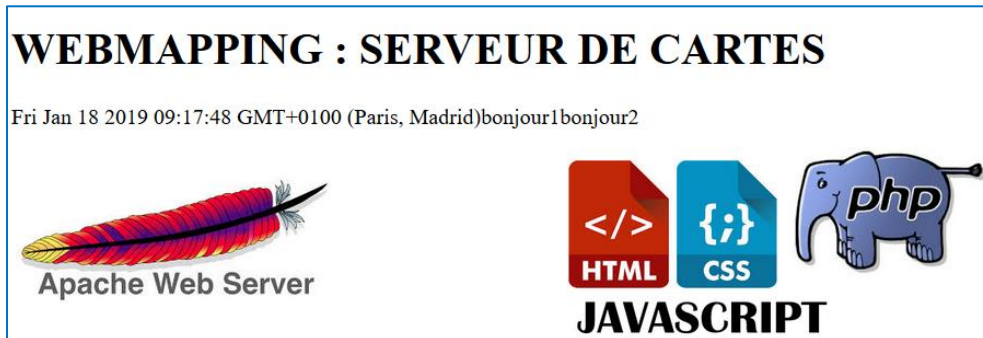 WEBMAPPING : SERVEUR DE CARTES
Fri Jan 18 2019 09:17:48 GMT+0100 (Paris, Madrid)bonjour1bonjour2
Apache Web Server
</>
HTML
{;}
CSS
php
JAVASCRIPT